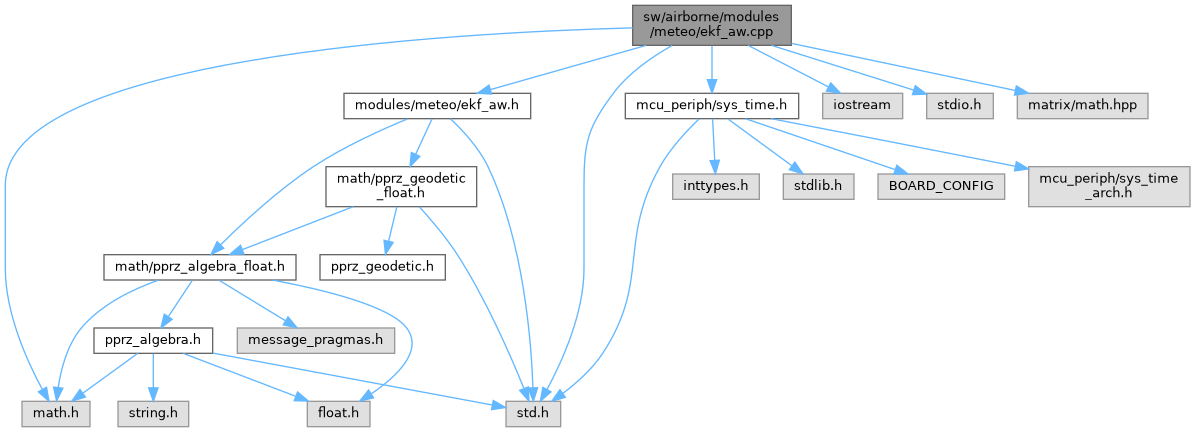 sw/airborne/modules
/meteo/ekf_aw.cpp
modules/meteo/ekf_aw.h
mcu_periph/sys_time.h
iostream
stdio.h
matrix/math.hpp
math/pprz_geodetic
_float.h
inttypes.h
stdlib.h
BOARD_CONFIG
mcu_periph/sys_time
_arch.h
math/pprz_algebra_float.h
pprz_geodetic.h
pprz_algebra.h
message_pragmas.h
math.h
string.h
float.h
std.h